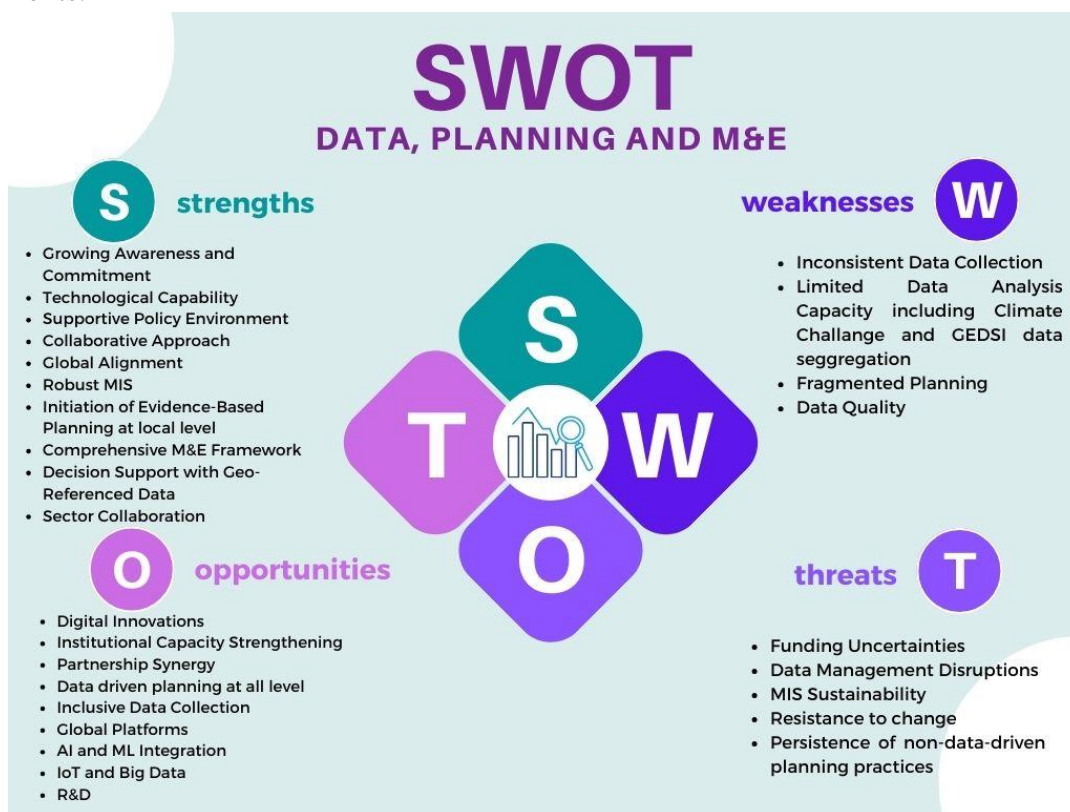 SWOT
DATA, PLANNING AND M&E
S strengths
• Growing Awareness and
Commitment
• Technological Capability
• Supportive Policy Environment
• Collaborative Approach
• Global Alignment
• Robust MIS
• Initiation of Evidence-Based
Planning at local level
• Comprehensive M&E Framework
• Decision Support with Geo-
Referenced Data
• Sector Collaboration
weaknesses W
• Inconsistent Data Collection
• Limited Data Analysis
Capacity including Climate
Challange and GEDSI data
seggregation
• Fragmented Planning
• Data Quality
S
T W
O
O opportunities
• Digital Innovations
• Institutional Capacity Strengthening
• Partnership Synergy
• Data driven planning at all level
• Inclusive Data Collection
• Global Platforms
• AI and ML Integration
• IoT and Big Data
• R&D
threats T
• Funding Uncertainties
• Data Management Disruptions
• MIS Sustainability
• Resistance to change
• Persistence of non-data-driven
planning practices